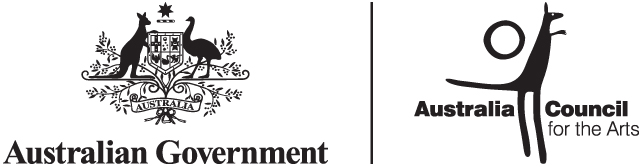 AUSTRALIA
Australian Government
Australia Council
for the Arts